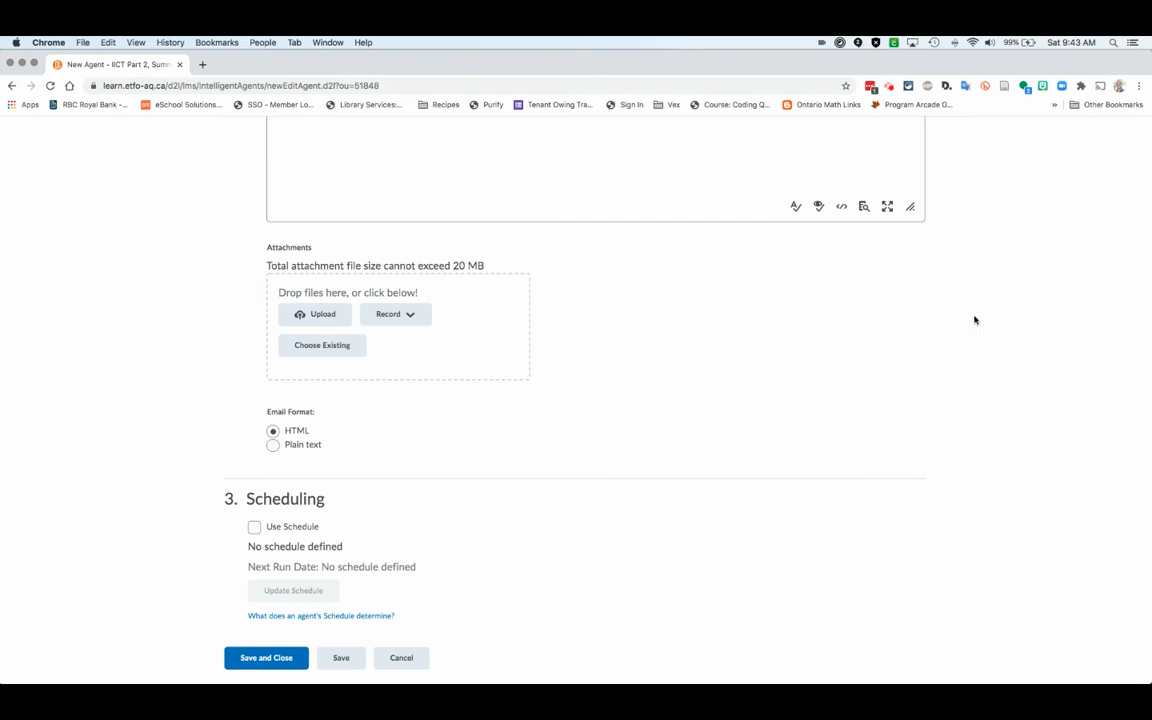 Chrome File Edit View History Bookmarks People Tab Window Help 99% Sat 9:43 AM
New Agent - IICT Part 2, Summ
learn.etfo-aq.ca/d2l/lms/intelligentAgents/newEditAgent.d2l?ou=51848
Apps RBC Royal Bank -... eSchool Solutions... SSO - Member Lo... Library Services:... Recipes Purify Tenant Owing Tra... Sign In Vex Course: Coding Q... Ontario Math Links Program Arcade G... » Other Bookmarks
Attachments
Total attachment file size cannot exceed 20 MB
Drop files here, or click below!
Upload Record
Choose Existing
Email Format:
HTML
Plain text
3. Scheduling
Use Schedule
No schedule defined
Next Run Date: No schedule defined
Update Schedule
What does an agent's Schedule determine?
Save and Close Save Cancel